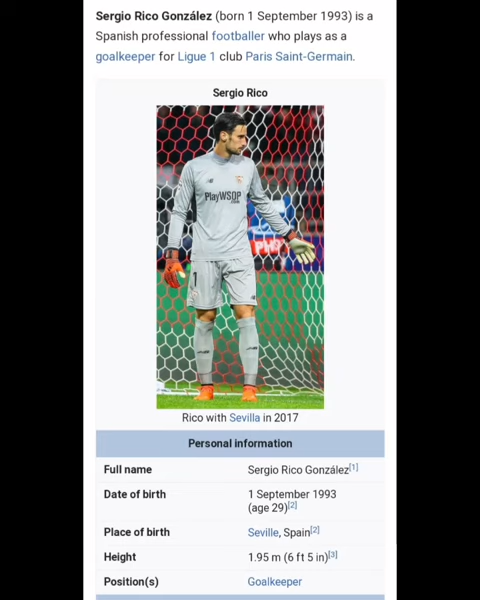 Sergio Rico González (born 1 September 1993) is a
Spanish professional footballer who plays as a
goalkeeper for Ligue 1 club Paris Saint-Germain.
Sergio Rico
PlayWSOP
.com
PH
1
Rico with Sevilla in 2017
Personal information
Full name Sergio Rico González[1]
Date of birth 1 September 1993
(age 29)[2]
Place of birth Seville, Spain[2]
Height 1.95 m (6 ft 5 in)[3]
Position(s) Goalkeeper